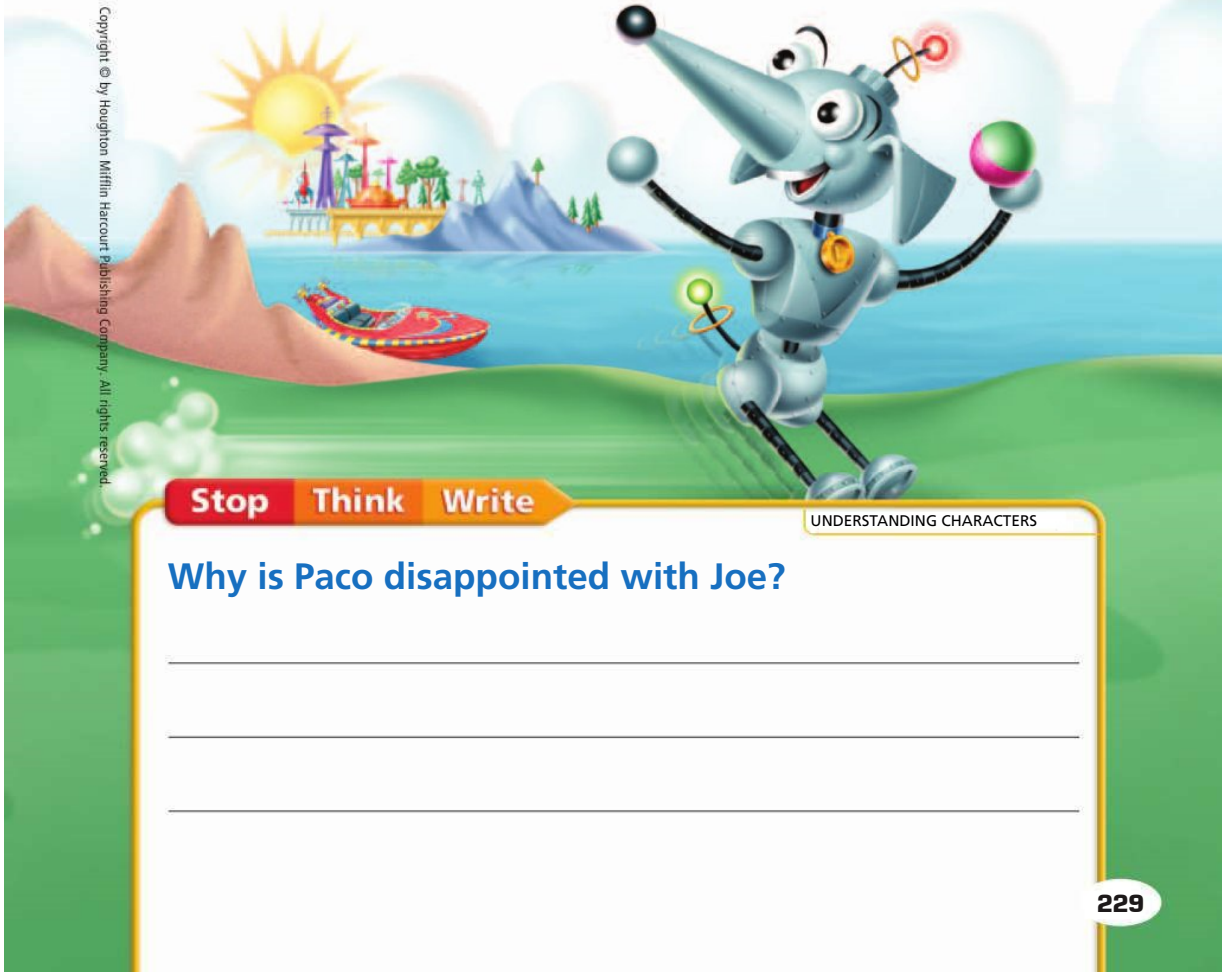 Copyright © by Houghton Mifflin Harcourt Publishing Company. All rights reserved.
Stop Think Write
UNDERSTANDING CHARACTERS
Why is Paco disappointed with Joe?
229